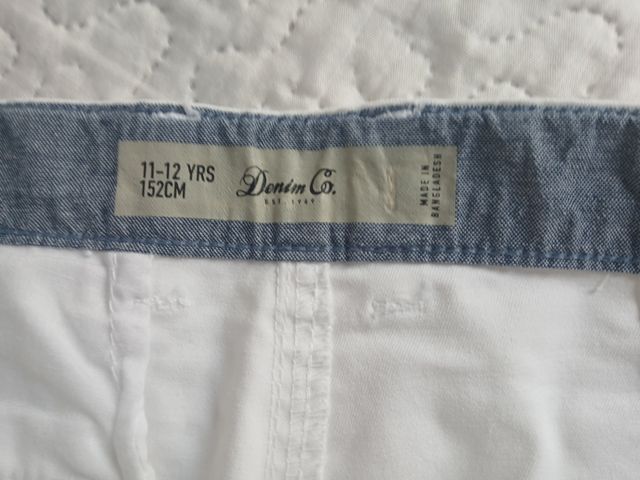 11-12 YRS
152CM
Denim Co.
EST. 1969
MADE IN
BANGLADESH